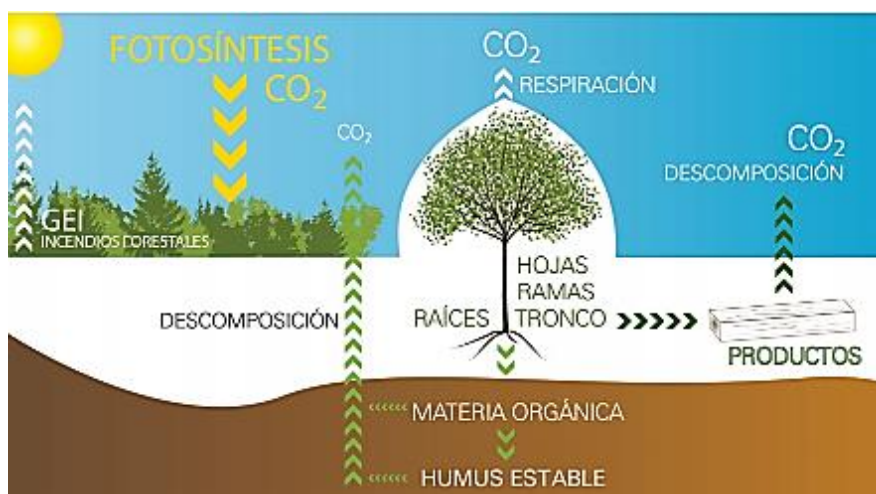 FOTOSÍNTESIS
CO₂
CO₂
CO₂
RESPIRACIÓN
CO₂
DESCOMPOSICIÓN
GEI
INCENDIOS FORESTALES
DESCOMPOSICIÓN
HOJAS
RAMAS
RAÍCES TRONCO
PRODUCTOS
MATERIA ORGÁNICA
HUMUS ESTABLE